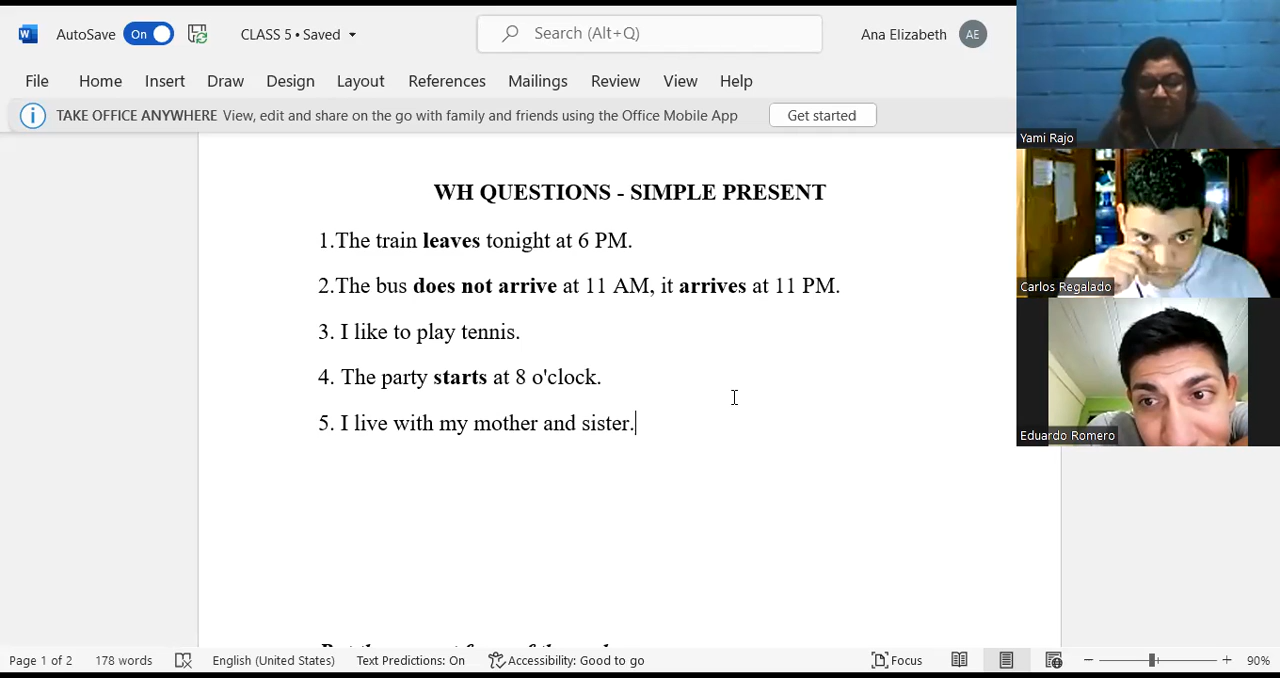 AutoSave On CLASS 5 • Saved Search (Alt+Q) Ana Elizabeth AE
File Home Insert Draw Design Layout References Mailings Review View Help
TAKE OFFICE ANYWHERE View, edit and share on the go with family and friends using the Office Mobile App Get started
WH QUESTIONS - SIMPLE PRESENT
1.The train leaves tonight at 6 PM.
2.The bus does not arrive at 11 AM, it arrives at 11 PM.
3. I like to play tennis.
4. The party starts at 8 o'clock.
5. I live with my mother and sister.
Page 1 of 2 178 words English (United States) Text Predictions: On Accessibility: Good to go Focus 90%
Yami Rajo
Carlos Regalado
Eduardo Romero